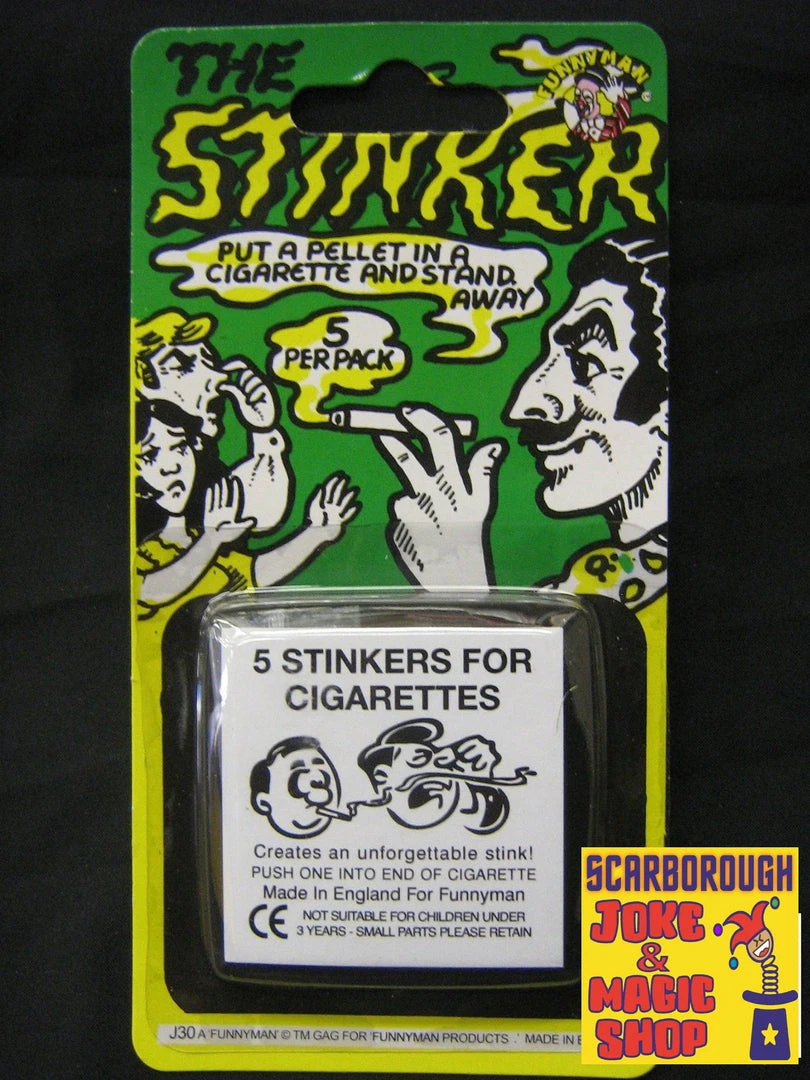 THE
FUNNYMAN
STINKER
PUT A PELLET IN A
CIGARETTE AND STAND
AWAY
5
PER PACK
5 STINKERS FOR
CIGARETTES
Creates an unforgettable stink!
PUSH ONE INTO END OF CIGARETTE
Made In England For Funnyman
CE NOT SUITABLE FOR CHILDREN UNDER
3 YEARS - SMALL PARTS PLEASE RETAIN
J30 A 'FUNNYMAN' © TM GAG FOR 'FUNNYMAN PRODUCTS .' MADE IN
SCARBOROUGH
JOKE
&
MAGIC
SHOP